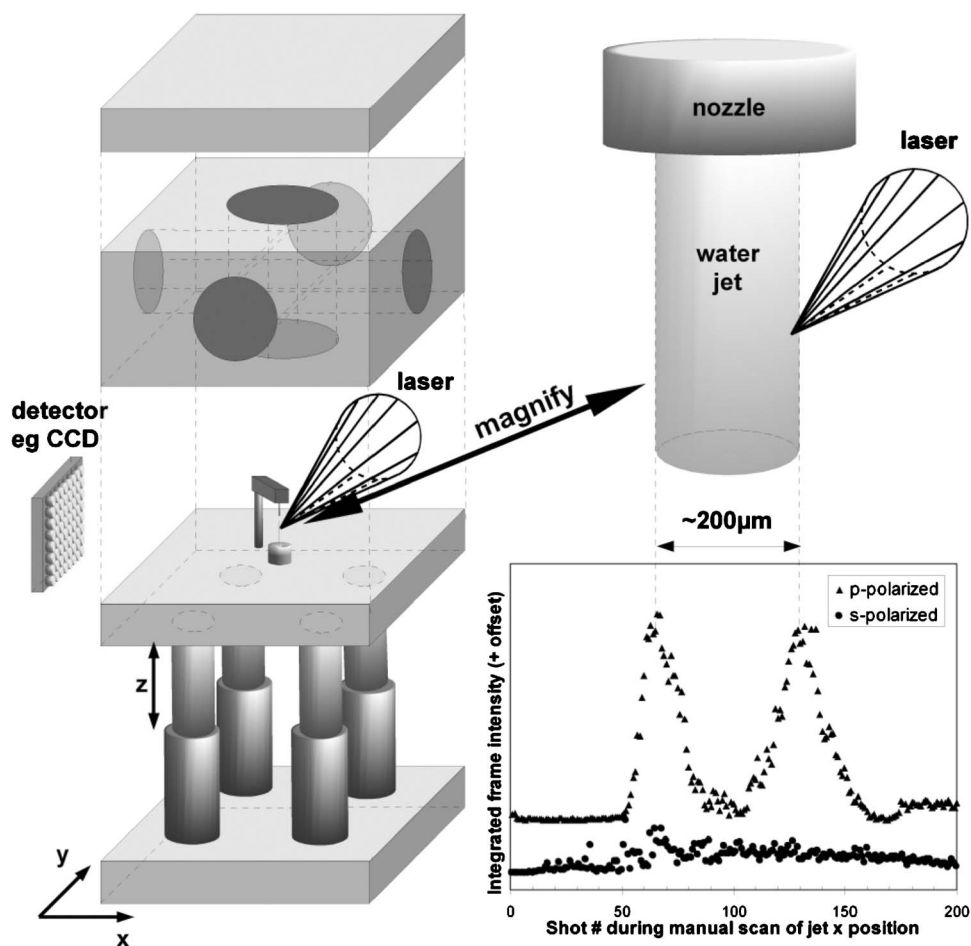 nozzle
laser
water
jet
laser
magnify
detector
eg CCD
~200μm
z
y
x
Integrated frame intensity (+ offset)
p-polarized
s-polarized
0
50
100
150
200
Shot # during manual scan of jet x position